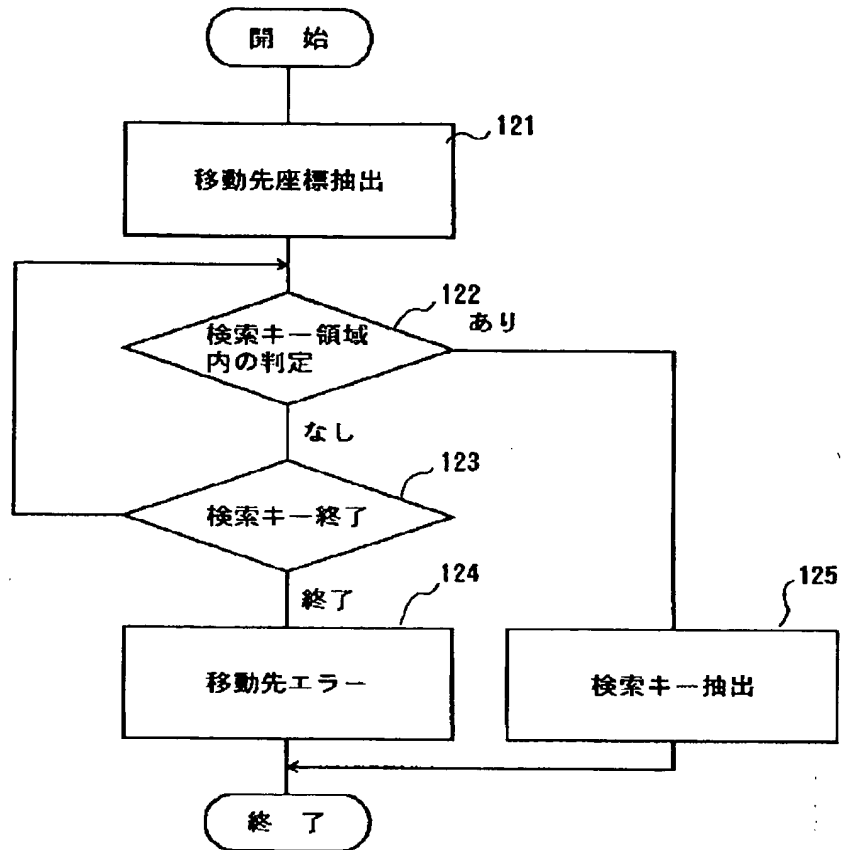 開 始
121
移動先座標抽出
122
あり
検索キー領域
内の判定
なし
123
検索キー終了
終了
124
移動先エラー
125
検索キー抽出
終 了